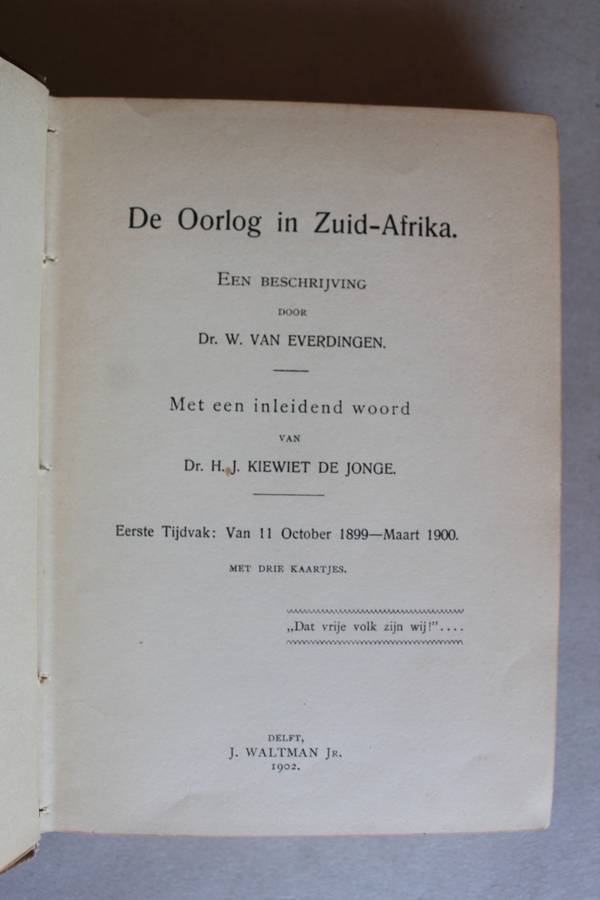 De Oorlog in Zuid-Afrika.
EEN BESCHRIJVING
DOOR
Dr. W. VAN EVERDINGEN.
Met een inleidend woord
VAN
Dr. H. J. KIEWIET DE JONGE.
Eerste Tijdvak: Van 11 October 1899—Maart 1900.
MET DRIE KAARTJES.
„Dat vrije volk zijn wij!”....
DELFT,
J. WALTMAN JR.
1902.